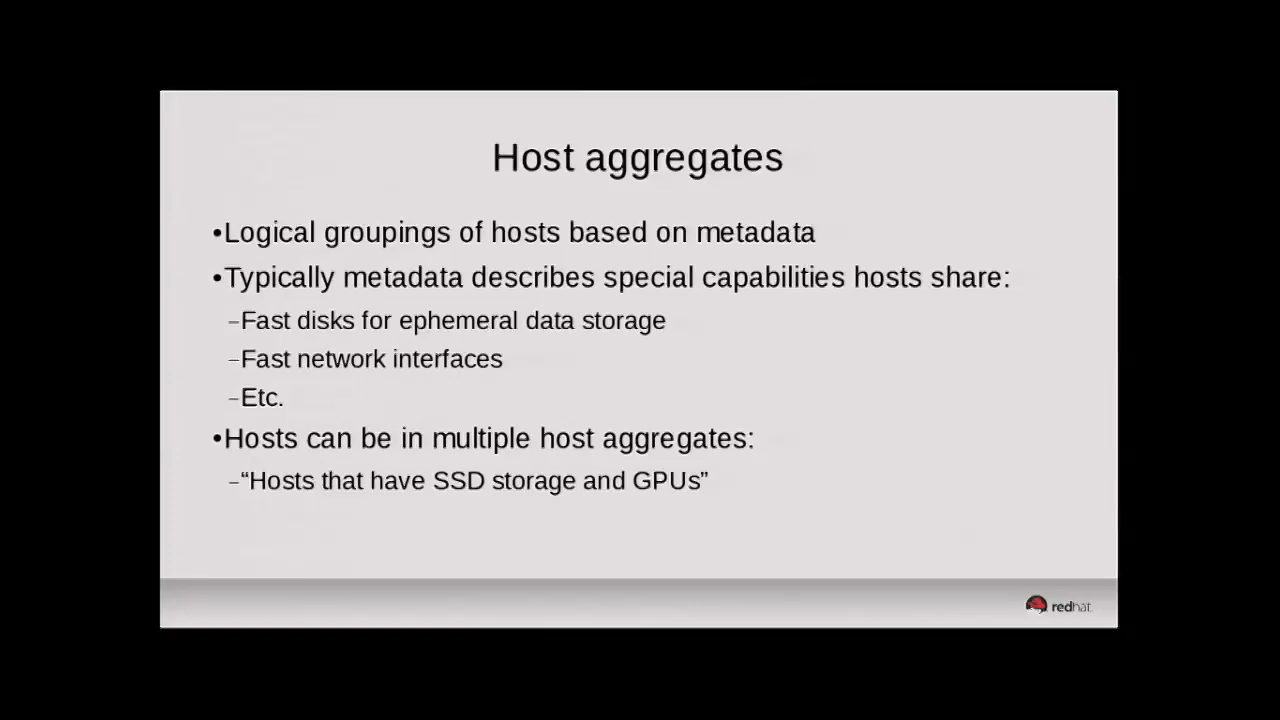 Host aggregates
•Logical groupings of hosts based on metadata
•Typically metadata describes special capabilities hosts share:
–Fast disks for ephemeral data storage
–Fast network interfaces
–Etc.
•Hosts can be in multiple host aggregates:
–“Hosts that have SSD storage and GPUs”
redhat.